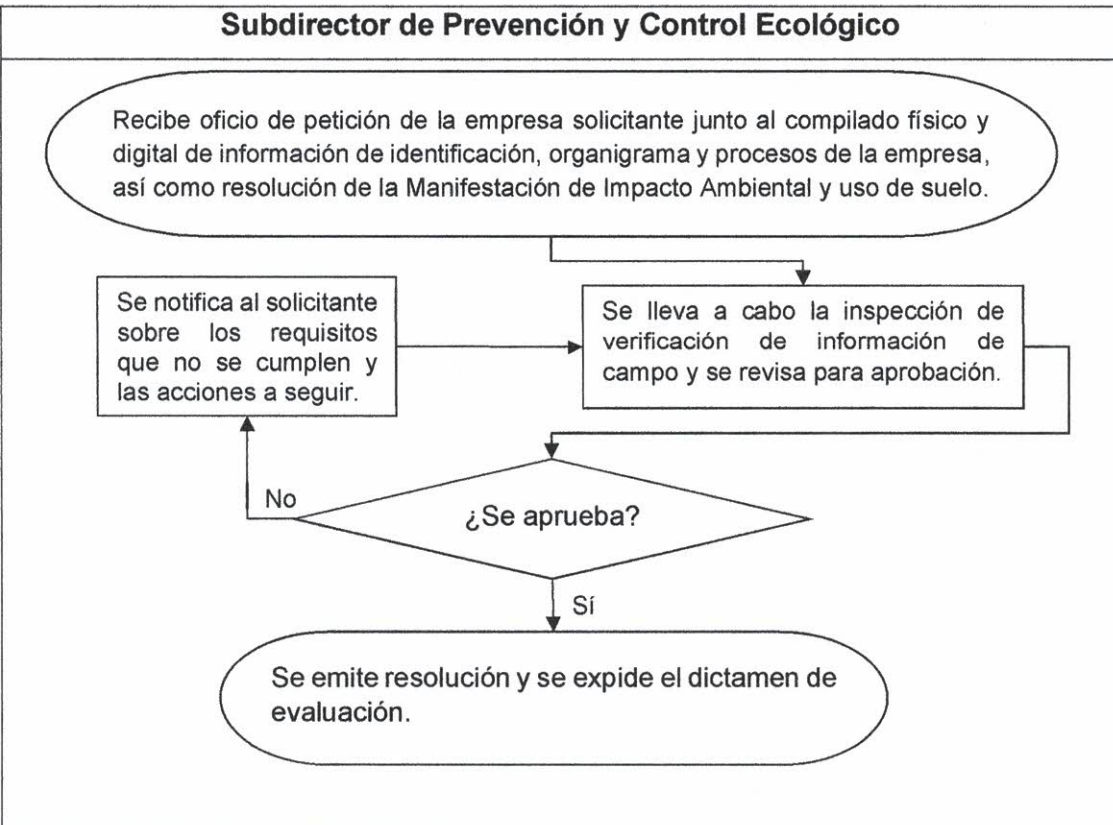 Subdirector de Prevención y Control Ecológico
Recibe oficio de petición de la empresa solicitante junto al compilado físico y
digital de información de identificación, organigrama y procesos de la empresa,
así como resolución de la Manifestación de Impacto Ambiental y uso de suelo.
Se notifica al solicitante
sobre los requisitos
que no se cumplen y
las acciones a seguir.
Se lleva a cabo la inspección de
verificación de información de
campo y se revisa para aprobación.
No
¿Se aprueba?
Sí
Se emite resolución y se expide el dictamen de
evaluación.